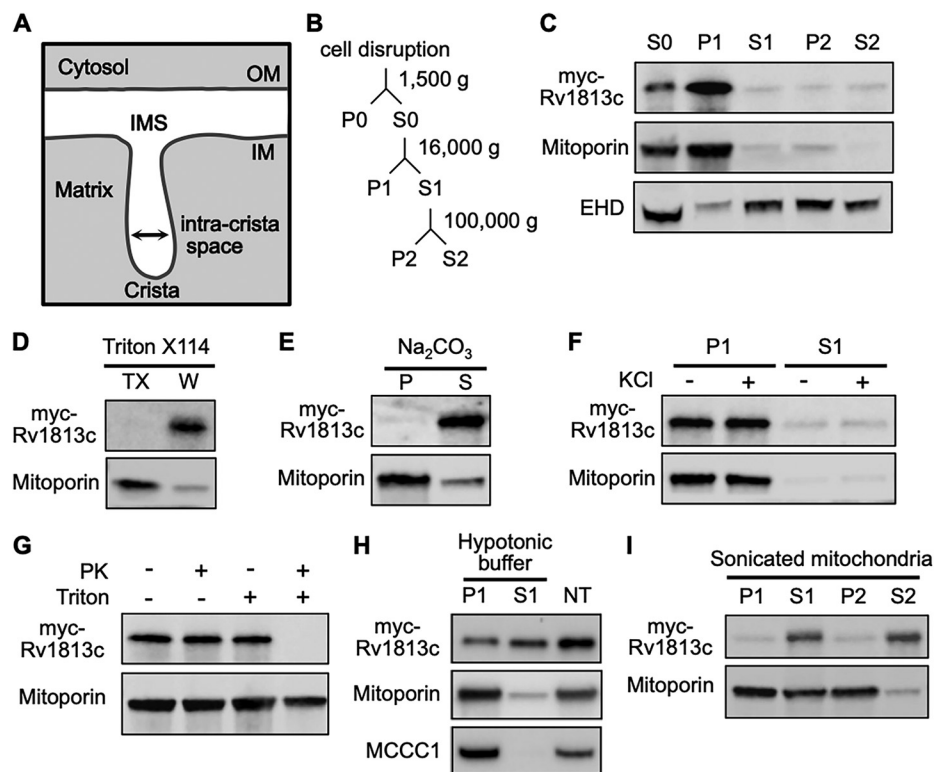 A
Cytosol
OM
IMS
IM
Matrix
intra-crista
space
Crista
B
cell disruption
1,500 g
P0 S0
16,000 g
P1 S1
100,000 g
P2 S2
C
S0 P1 S1 P2 S2
myc-
Rv1813c
Mitoporin
EHD
D
Triton X114
TX W
myc-
Rv1813c
Mitoporin
E
Na₂CO₃
P S
myc-
Rv1813c
Mitoporin
F
P1 S1
KCl - + - +
myc-
Rv1813c
Mitoporin
G
PK - + - +
Triton - - + +
myc-
Rv1813c
Mitoporin
H
Hypotonic
buffer
P1 S1 NT
myc-
Rv1813c
Mitoporin
MCCC1
I
Sonicated mitochondria
P1 S1 P2 S2
myc-
Rv1813c
Mitoporin